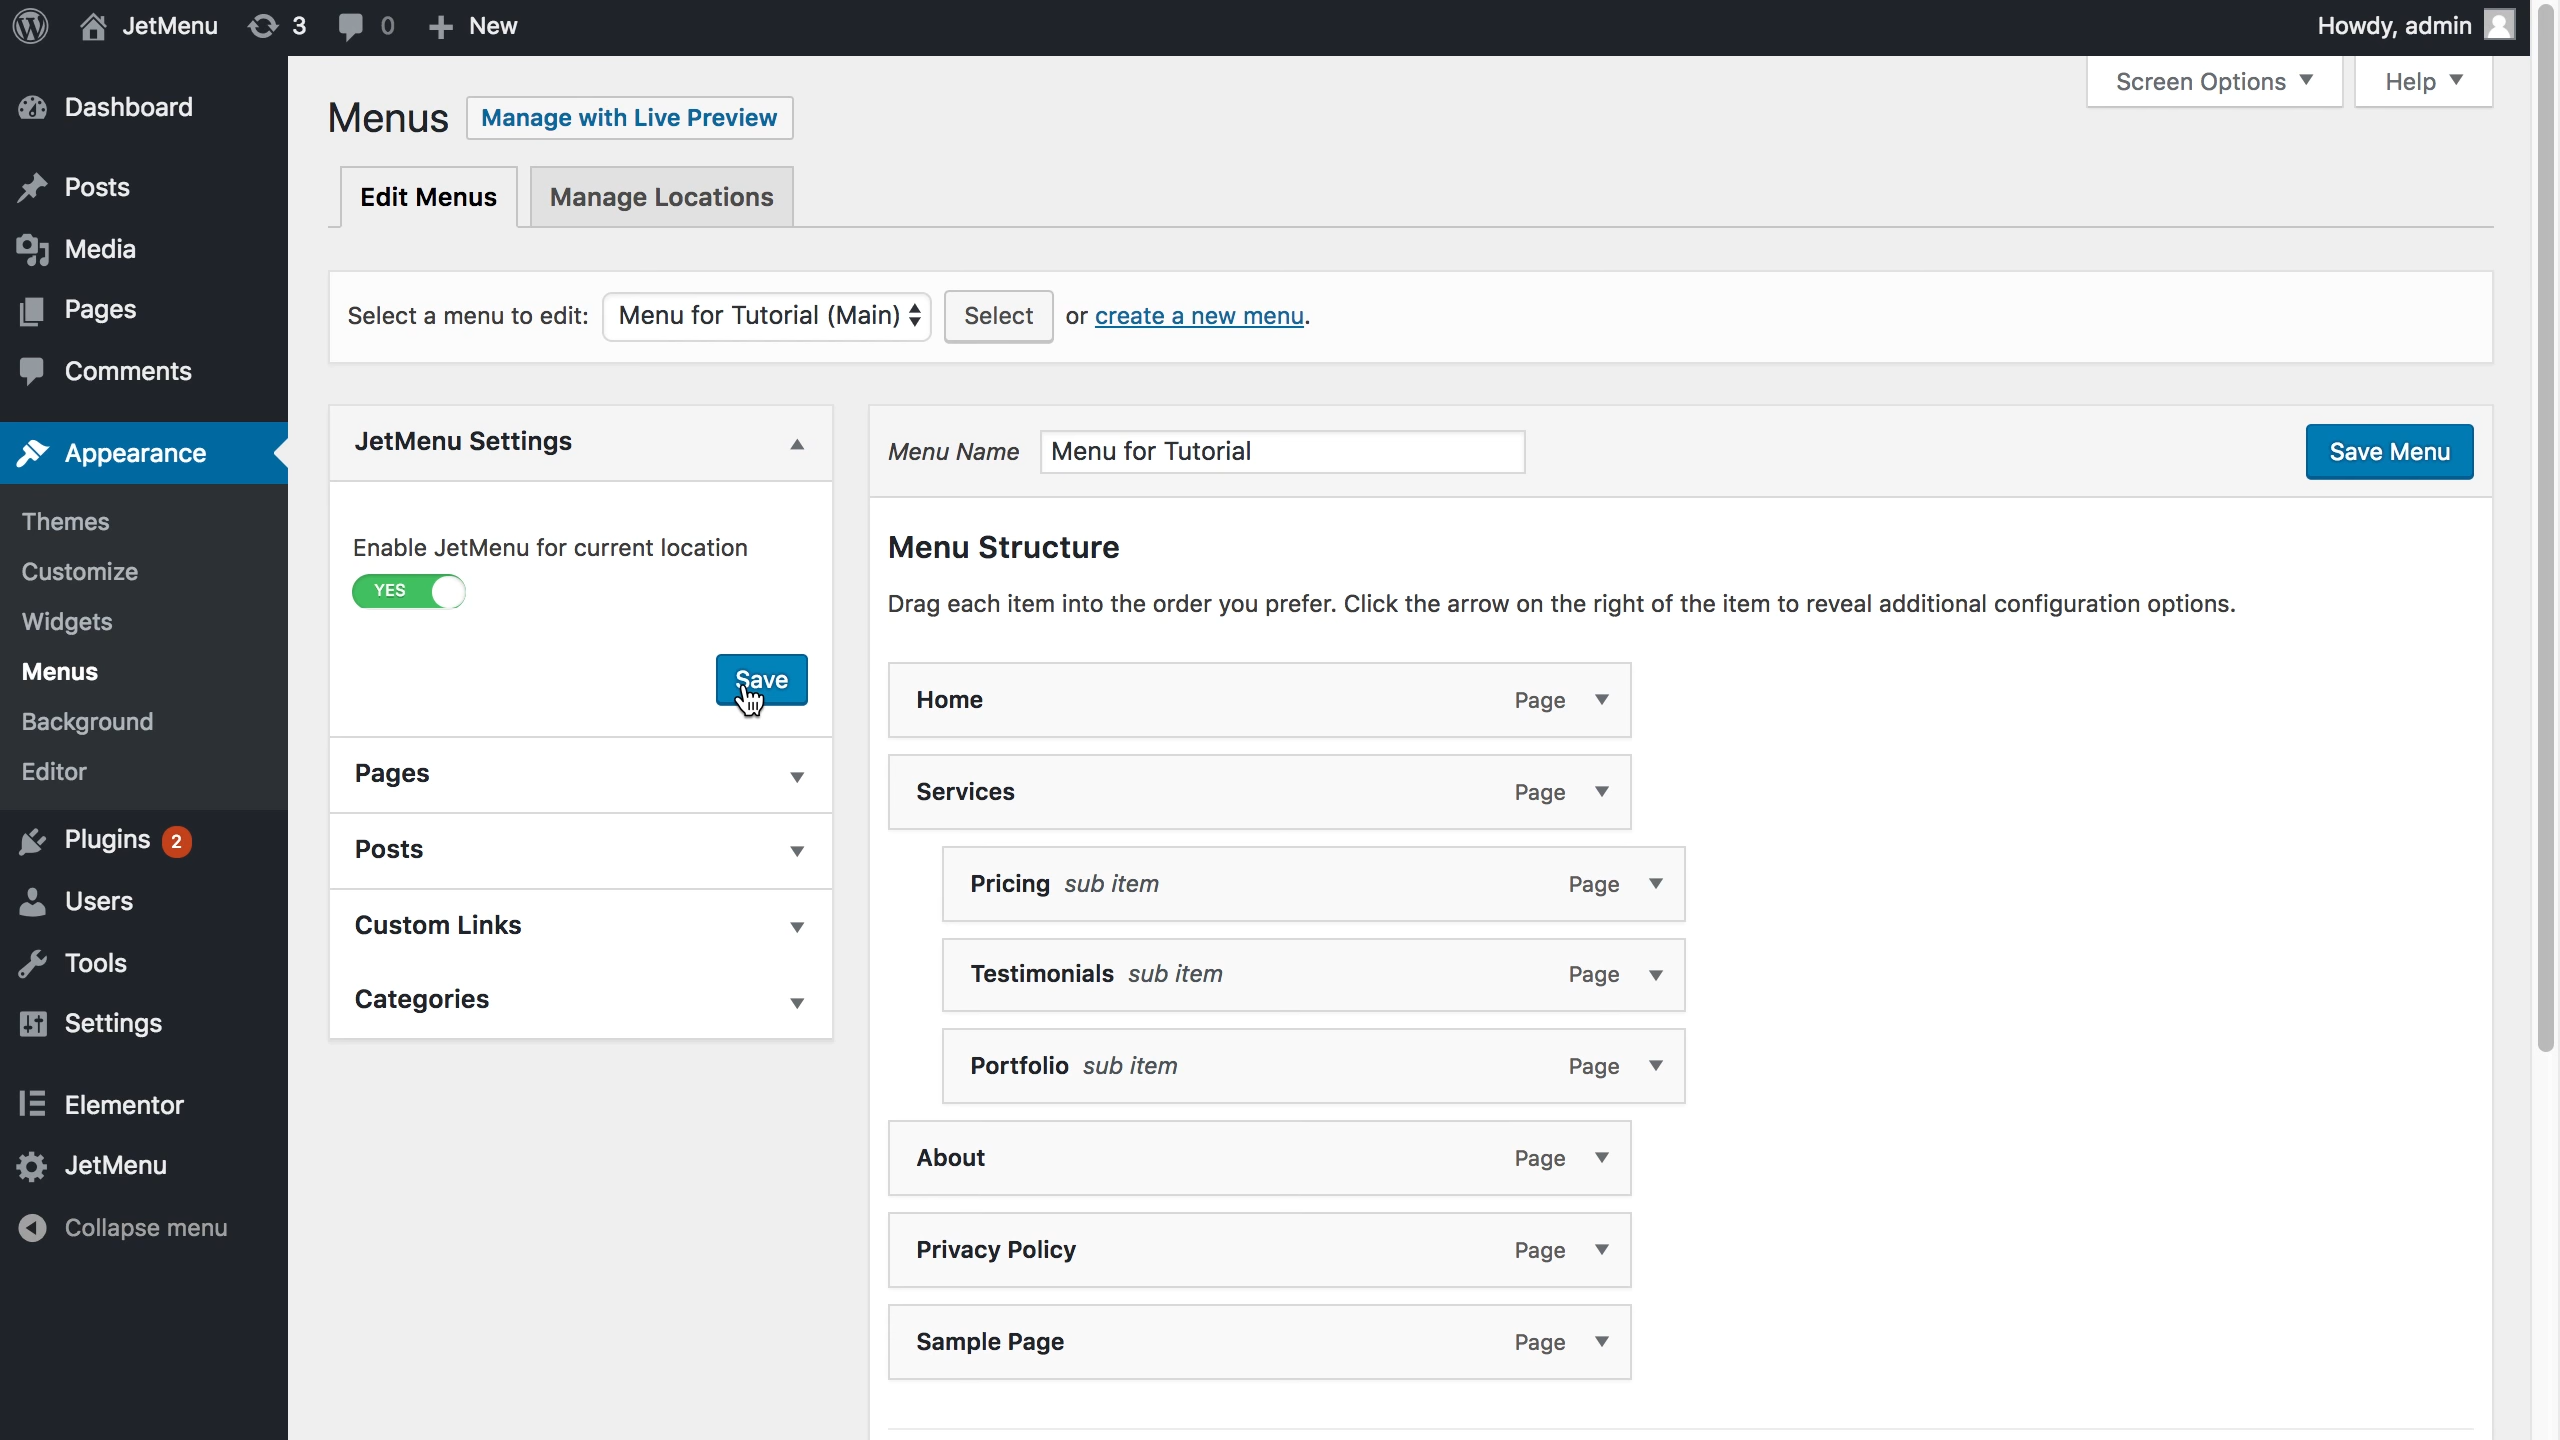 JetMenu 3 0 New Howdy, admin
Screen Options Help
Dashboard
Posts
Media
Pages
Comments
Appearance
Themes
Customize
Widgets
Menus
Background
Editor
Plugins 2
Users
Tools
Settings
Elementor
JetMenu
Collapse menu
Menus Manage with Live Preview
Edit Menus Manage Locations
Select a menu to edit: Menu for Tutorial (Main) Select or create a new menu.
JetMenu Settings
Enable JetMenu for current location
YES
Save
Pages
Posts
Custom Links
Categories
Menu Name Menu for Tutorial Save Menu
Menu Structure
Drag each item into the order you prefer. Click the arrow on the right of the item to reveal additional configuration options.
Home Page
Services Page
Pricing sub item Page
Testimonials sub item Page
Portfolio sub item Page
About Page
Privacy Policy Page
Sample Page Page